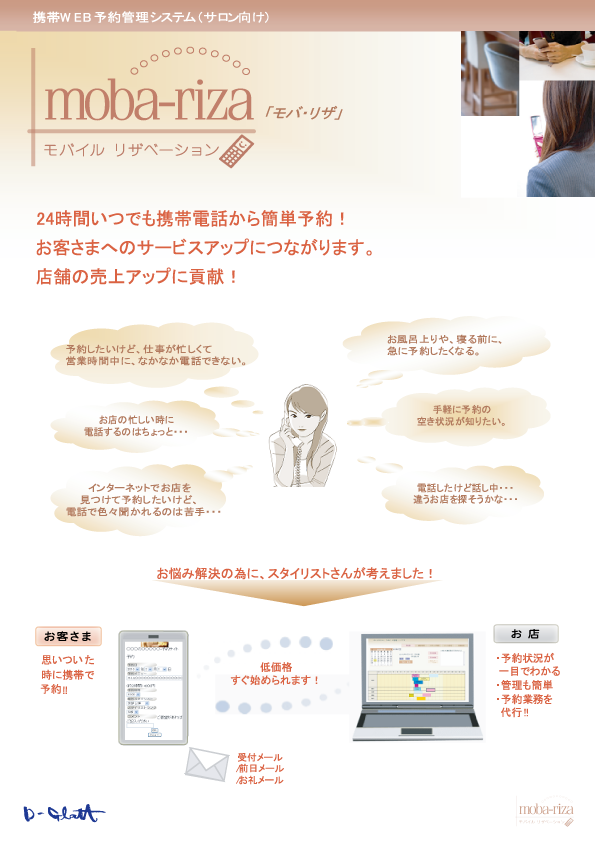 携帯WEB予約管理システム（サロン向け）
moba-riza
「モバ・リザ」
モバイル リザベーション
24時間いつでも携帯電話から簡単予約！
お客さまへのサービスアップにつながります。
店舗の売上アップに貢献！
予約したいけど、仕事が忙しくて
営業時間中に、なかなか電話できない。
お風呂上りや、寝る前に、
急に予約したくなる。
お店の忙しい時に
電話するのはちょっと・・・
手軽に予約の
空き状況が知りたい。
インターネットでお店を
見つけて予約したいけど、
電話で色々聞かれるのは苦手・・・
電話したけど話し中・・・
違うお店を探そうかな・・・
お悩み解決の為に、スタイリストさんが考えました！
お客さま
思いついた
時に携帯で
予約!!
低価格
すぐ始められます！
お 店
・予約状況が
一目でわかる
・管理も簡単
・予約業務を
代行!!
受付メール
/前日メール
/お礼メール
moba-riza
モバイル リザベーション